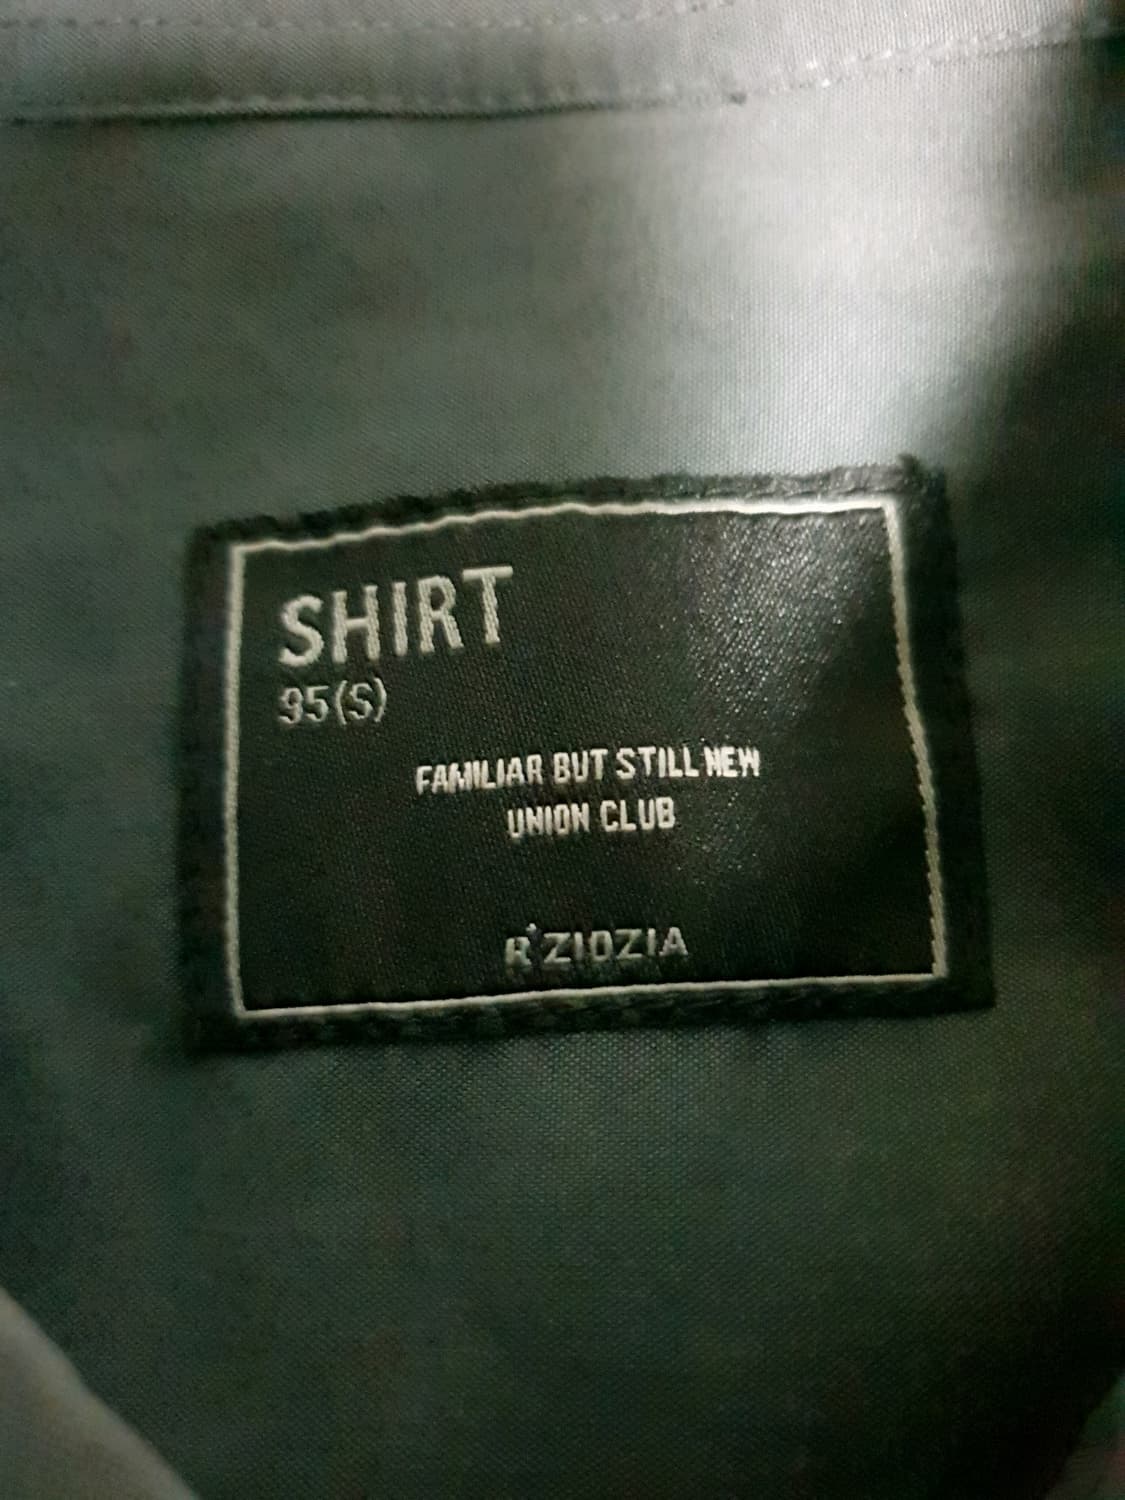 SHIRT
95(S)
FAMILIAR BUT STILL NEW
UNION CLUB
R°ZIOZIA